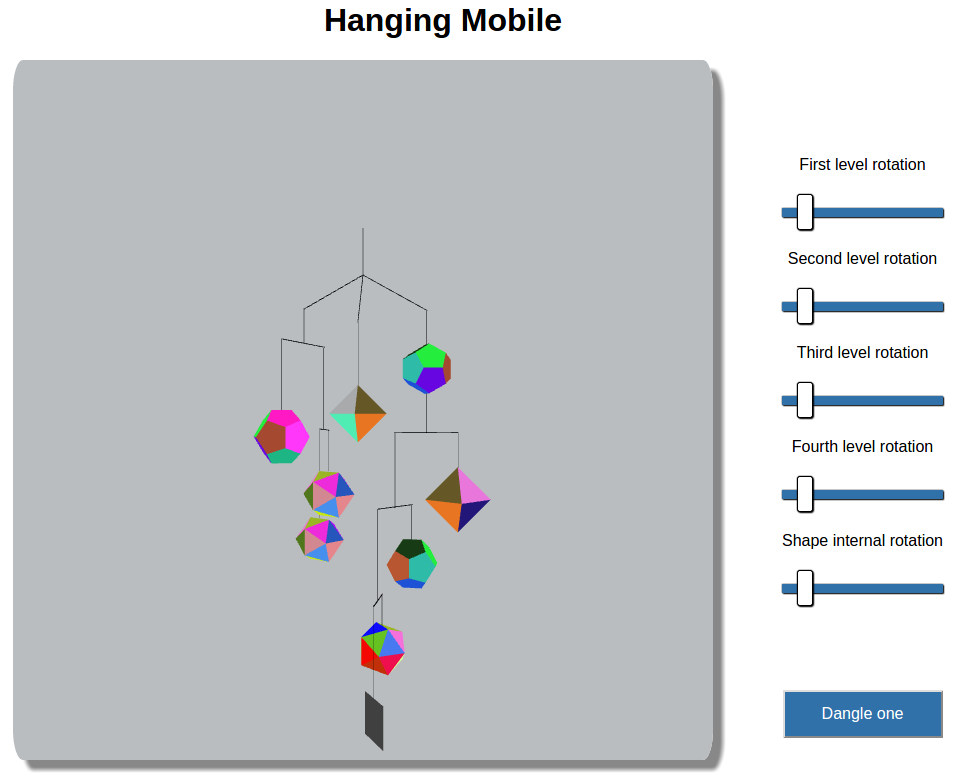 Hanging Mobile
First level rotation
Second level rotation
Third level rotation
Fourth level rotation
Shape internal rotation
Dangle one